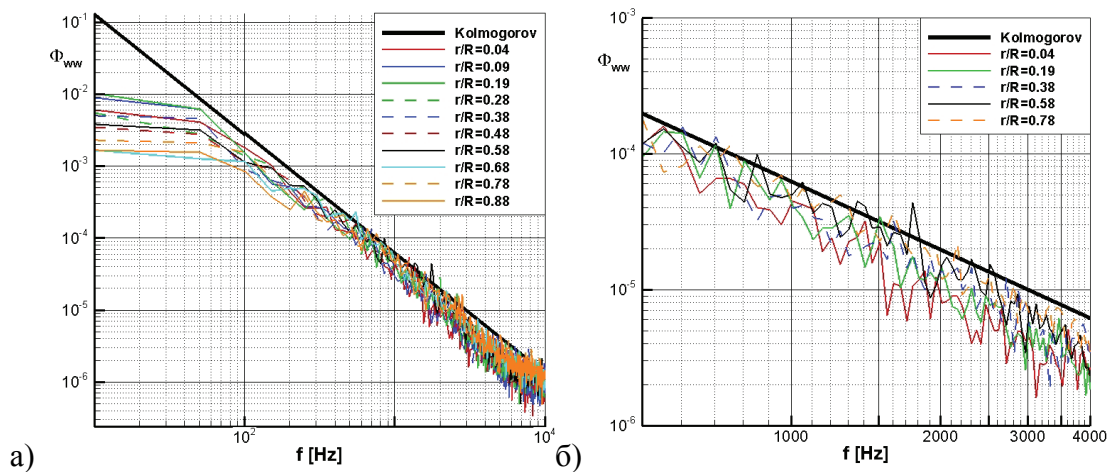 10⁻¹
Φww
10⁻²
10⁻³
10⁻⁴
10⁻⁵
10⁻⁶
Kolmogorov
r/R=0.04
r/R=0.09
r/R=0.19
r/R=0.28
r/R=0.38
r/R=0.48
r/R=0.58
r/R=0.68
r/R=0.78
r/R=0.88
10² 10⁴
f [Hz]
а)
10⁻³
Φww
10⁻⁴
10⁻⁵
10⁻⁶
Kolmogorov
r/R=0.04
r/R=0.19
r/R=0.38
r/R=0.58
r/R=0.78
1000 2000 3000 4000
f [Hz]
б)